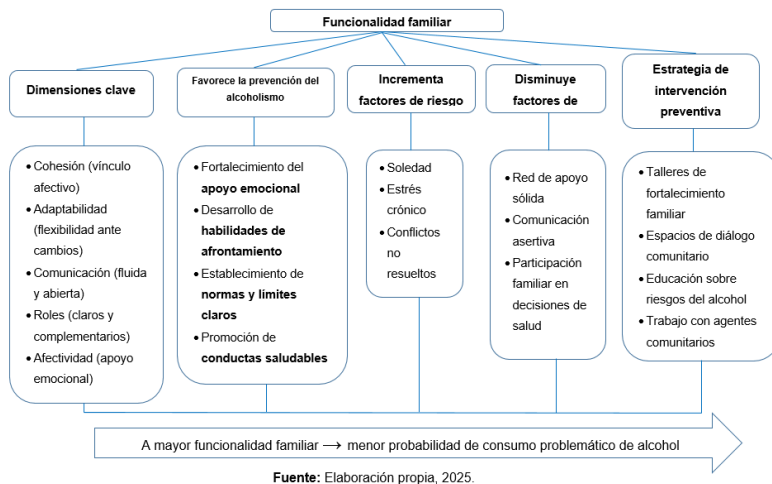 Funcionalidad familiar
Dimensiones clave
Cohesión (vínculo
afectivo)
Adaptabilidad
(flexibilidad ante
cambios)
Comunicación (fluida
y abierta)
Roles (claros y
complementarios)
Afectividad (apoyo
emocional)
Favorece la prevención del
alcoholismo
Fortalecimiento del
apoyo emocional
Desarrollo de
habilidades de
afrontamiento
Establecimiento de
normas y límites
claros
Promoción de
conductas saludables
Incrementa
factores de riesgo
Soledad
Estrés
crónico
Conflictos
no
resueltos
Disminuye
factores de
Red de apoyo
sólida
Comunicación
asertiva
Participación
familiar en
decisiones de
salud
Estrategia de
intervención
preventiva
Talleres de
fortalecimiento
familiar
Espacios de diálogo
comunitario
Educación sobre
riesgos del alcohol
Trabajo con agentes
comunitarios
A mayor funcionalidad familiar → menor probabilidad de consumo problemático de alcohol
Fuente: Elaboración propia, 2025.